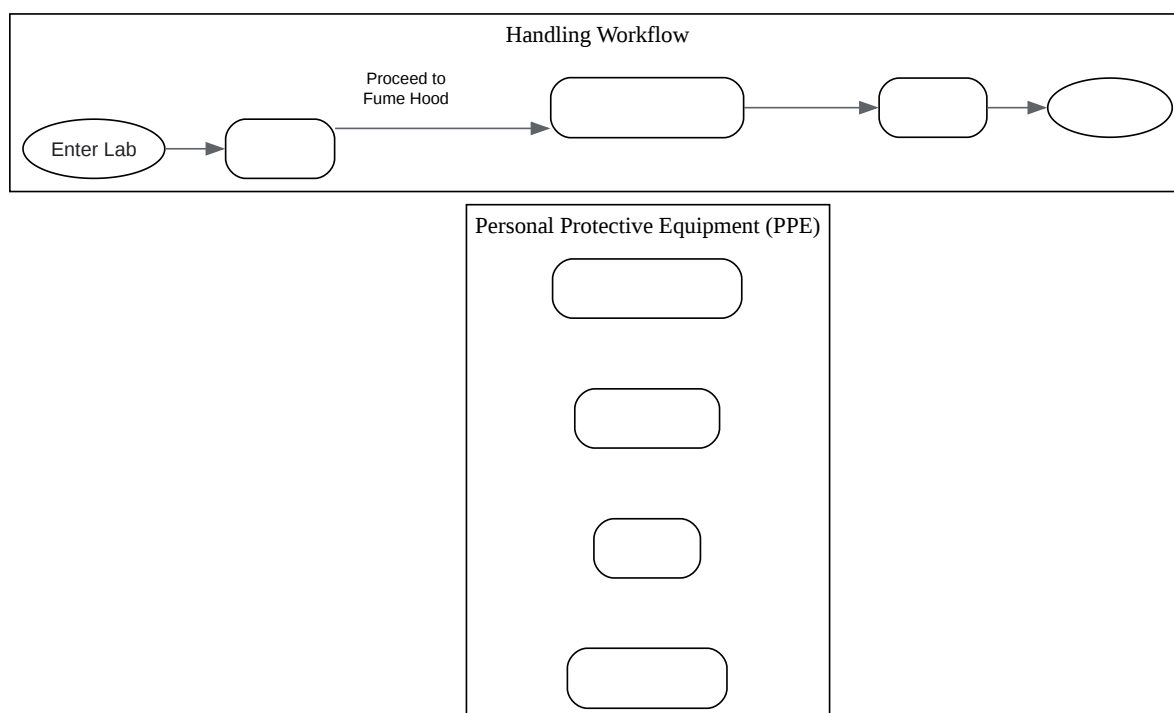 Handling Workflow
Proceed to
Fume Hood
Enter Lab
Personal Protective Equipment (PPE)